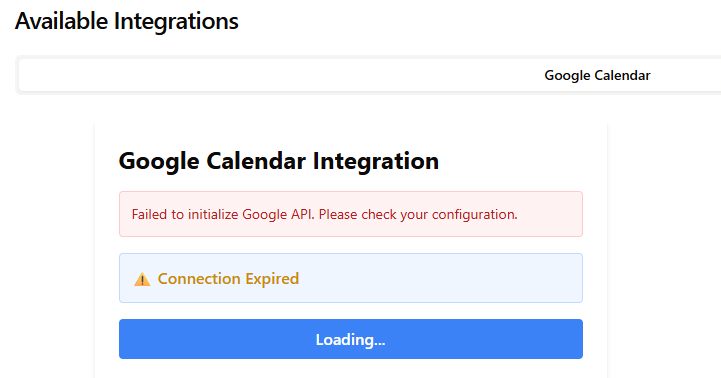 Available Integrations
Google Calendar
Google Calendar Integration
Failed to initialize Google API. Please check your configuration.
⚠ Connection Expired
Loading...